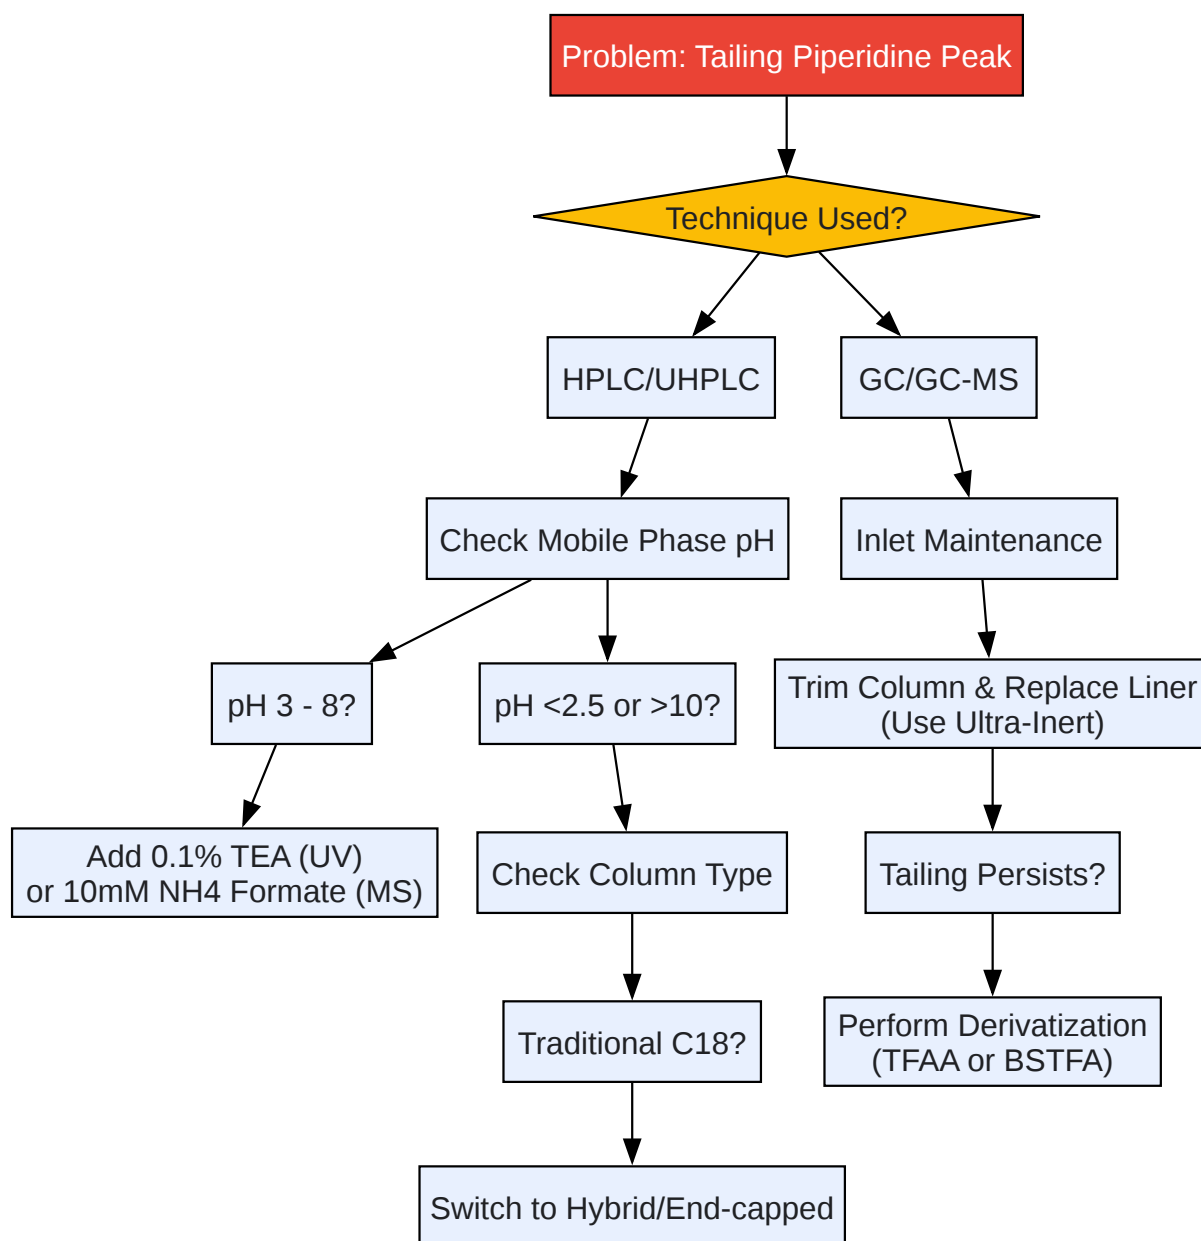 Problem: Tailing Piperidine Peak
Technique Used?
HPLC/UHPLC
GC/GC-MS
Check Mobile Phase pH
Inlet Maintenance
pH 3 - 8?
pH <2.5 or >10?
Trim Column & Replace Liner
(Use Ultra-Inert)
Add 0.1% TEA (UV)
or 10mM NH4 Formate (MS)
Check Column Type
Tailing Persists?
Traditional C18?
Perform Derivatization
(TFAA or BSTFA)
Switch to Hybrid/End-capped